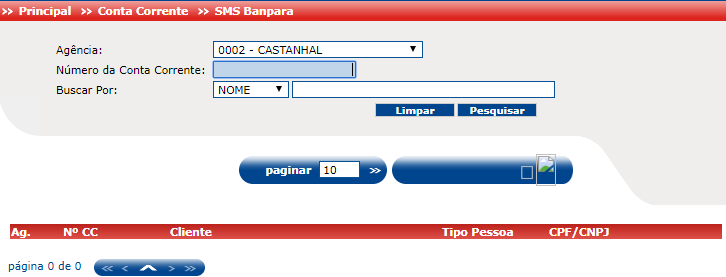 >> Principal >> Conta Corrente >> SMS Banpara
Agência: 0002 - CASTANHAL
Número da Conta Corrente:
Buscar Por: NOME
Limpar Pesquisar
paginar 10 >>
Ag. Nº CC Cliente Tipo Pessoa CPF/CNPJ
página 0 de 0 << < > >>